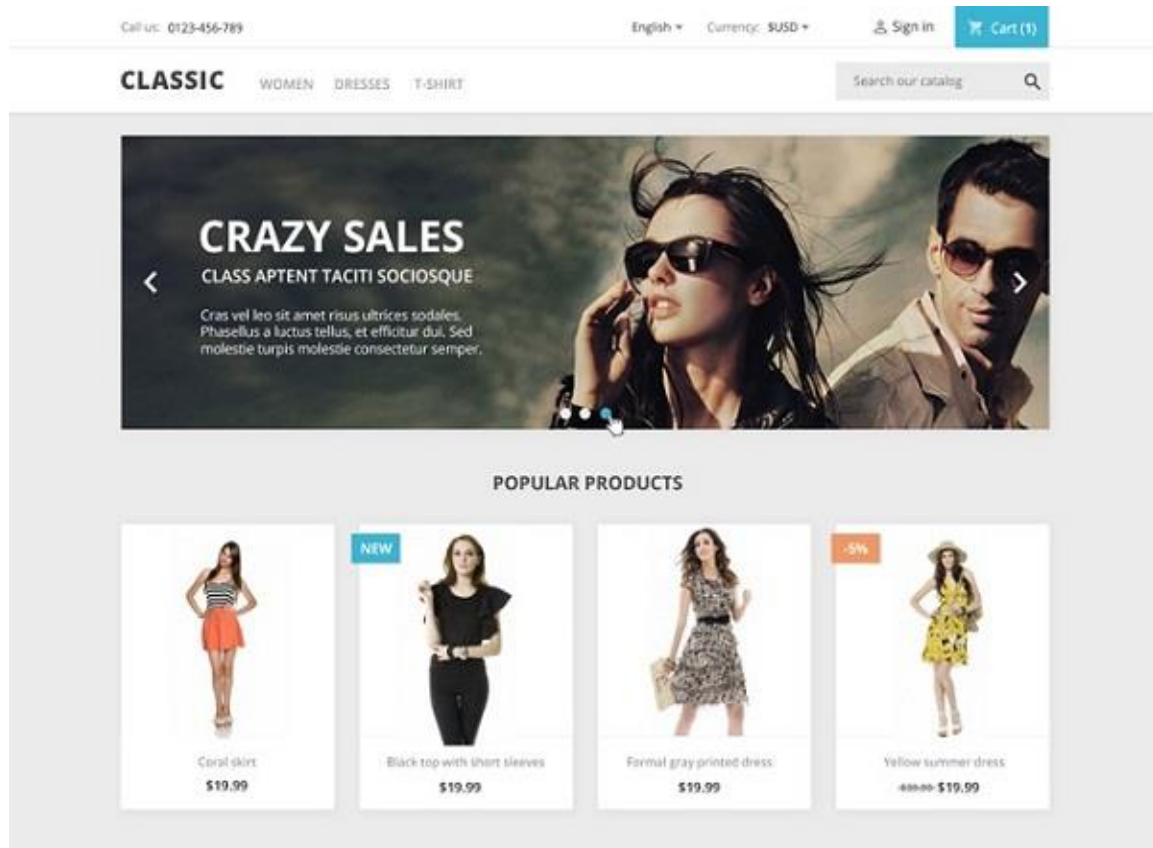 Call us: 0123-456-789
English
Currency: $USD
Sign in
Cart (1)
CLASSIC
WOMEN
DRESSES
T-SHIRT
Search our catalog
CRAZY SALES
CLASS APTENT TACITI SOCIOSQUE
Cras vel leo sit amet risus ultrices sodales.
Phasellus a luctus tellus, et efficitur dui. Sed
molestie turpis molestie consectetur semper.
POPULAR PRODUCTS
NEW
-5%
Coral skirt
$19.99
Black top with short sleeves
$19.99
Formal gray printed dress
$19.99
Yellow summer dress
$19.99